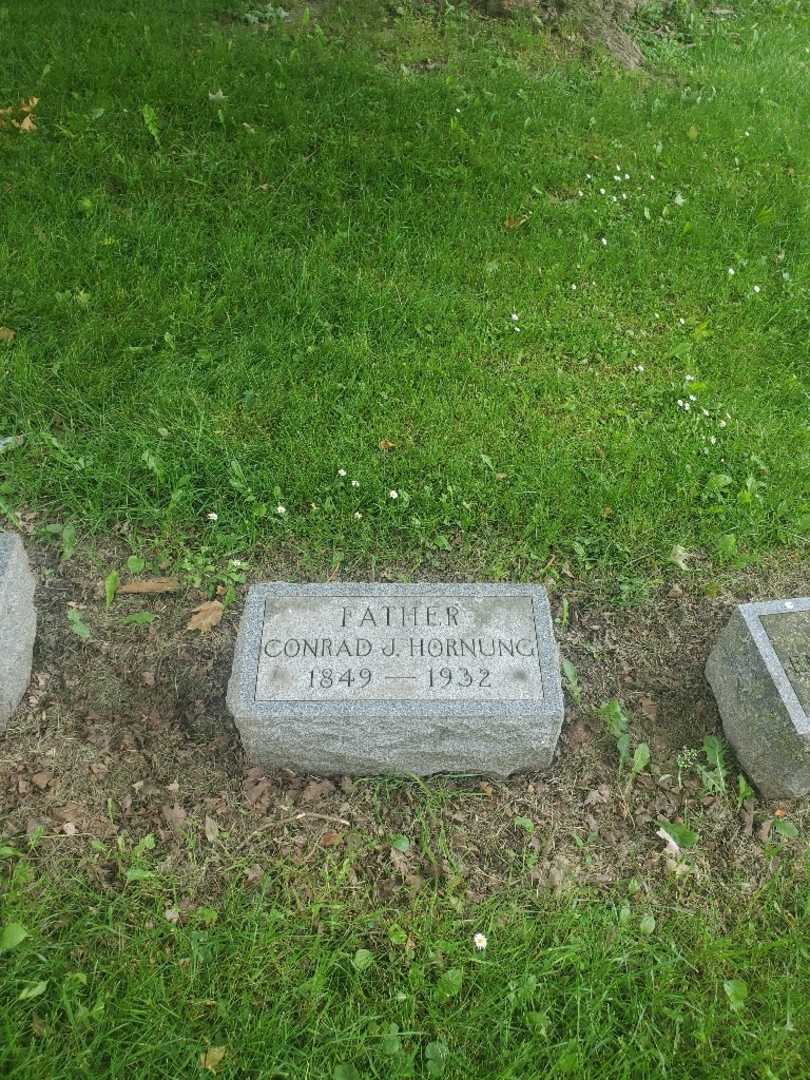 FATHER
CONRAD J. HORNUNG
1849 — 1932